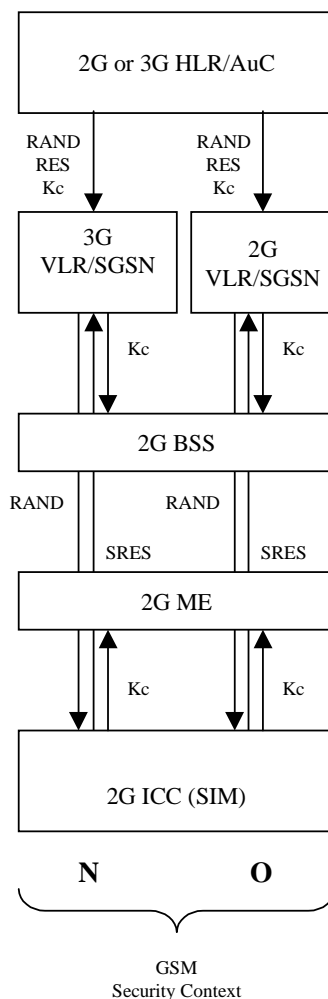 2G or 3G HLR/AuC
RAND
RES
Kc
RAND
RES
Kc
3G
VLR/SGSN
2G
VLR/SGSN
Kc
Kc
2G BSS
RAND
RAND
SRES
SRES
2G ME
Kc
Kc
2G ICC (SIM)
N
O
GSM
Security Context